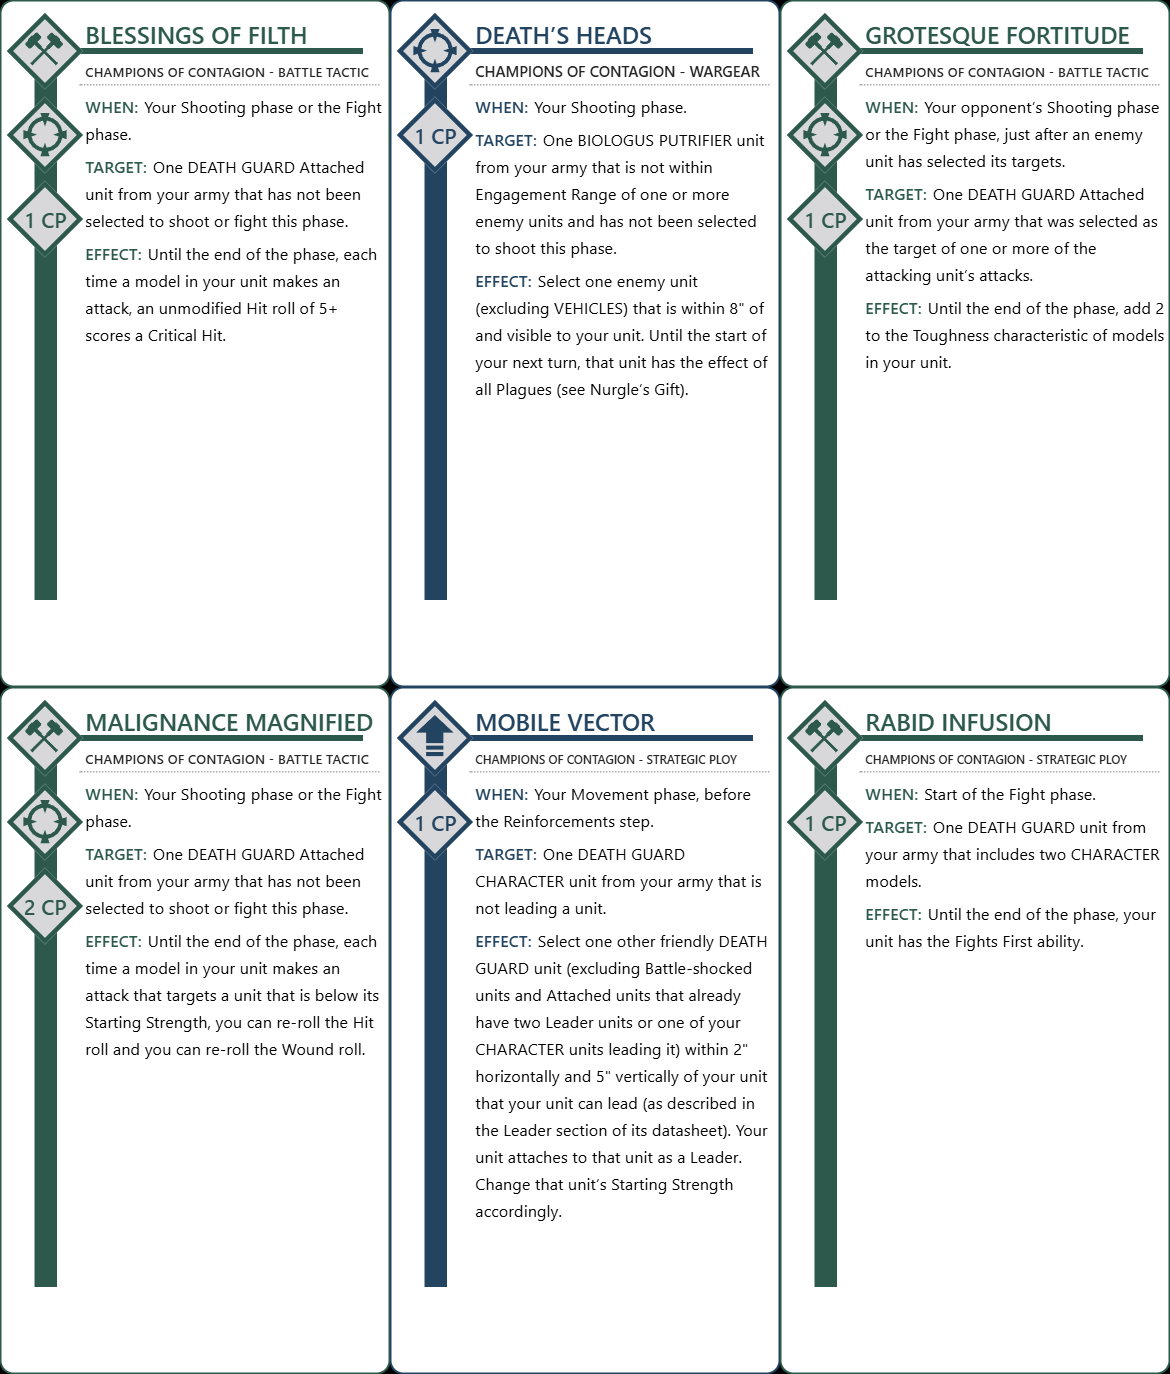 BLESSINGS OF FILTH
CHAMPIONS OF CONTAGION - BATTLE TACTIC
WHEN: Your Shooting phase or the Fight
phase.
TARGET: One DEATH GUARD Attached
unit from your army that has not been
selected to shoot or fight this phase.
1 CP
EFFECT: Until the end of the phase, each
time a model in your unit makes an
attack, an unmodified Hit roll of 5+
scores a Critical Hit.
DEATH’S HEADS
CHAMPIONS OF CONTAGION - WARGEAR
WHEN: Your Shooting phase.
1 CP
TARGET: One BIOLOGUS PUTRIFIER unit
from your army that is not within
Engagement Range of one or more
enemy units and has not been selected
to shoot this phase.
EFFECT: Select one enemy unit
(excluding VEHICLES) that is within 8" of
and visible to your unit. Until the start of
your next turn, that unit has the effect of
all Plagues (see Nurgle’s Gift).
GROTESQUE FORTITUDE
CHAMPIONS OF CONTAGION - BATTLE TACTIC
WHEN: Your opponent’s Shooting phase
or the Fight phase, just after an enemy
unit has selected its targets.
TARGET: One DEATH GUARD Attached
unit from your army that was selected as
1 CP
the target of one or more of the
attacking unit’s attacks.
EFFECT: Until the end of the phase, add 2
to the Toughness characteristic of models
in your unit.
MALIGNANCE MAGNIFIED
CHAMPIONS OF CONTAGION - BATTLE TACTIC
WHEN: Your Shooting phase or the Fight
phase.
TARGET: One DEATH GUARD Attached
unit from your army that has not been
selected to shoot or fight this phase.
2 CP
EFFECT: Until the end of the phase, each
time a model in your unit makes an
attack that targets a unit that is below its
Starting Strength, you can re-roll the Hit
roll and you can re-roll the Wound roll.
MOBILE VECTOR
CHAMPIONS OF CONTAGION - STRATEGIC PLOY
WHEN: Your Movement phase, before
the Reinforcements step.
1 CP
TARGET: One DEATH GUARD
CHARACTER unit from your army that is
not leading a unit.
EFFECT: Select one other friendly DEATH
GUARD unit (excluding Battle-shocked
units and Attached units that already
have two Leader units or one of your
CHARACTER units leading it) within 2"
horizontally and 5" vertically of your unit
that your unit can lead (as described in
the Leader section of its datasheet). Your
unit attaches to that unit as a Leader.
Change that unit’s Starting Strength
accordingly.
RABID INFUSION
CHAMPIONS OF CONTAGION - STRATEGIC PLOY
WHEN: Start of the Fight phase.
1 CP
TARGET: One DEATH GUARD unit from
your army that includes two CHARACTER
models.
EFFECT: Until the end of the phase, your
unit has the Fights First ability.